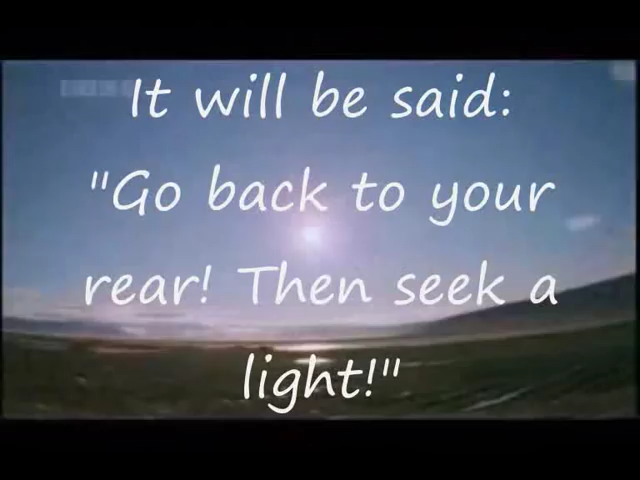 It will be said:
"Go back to your
rear! Then seek a
light!"